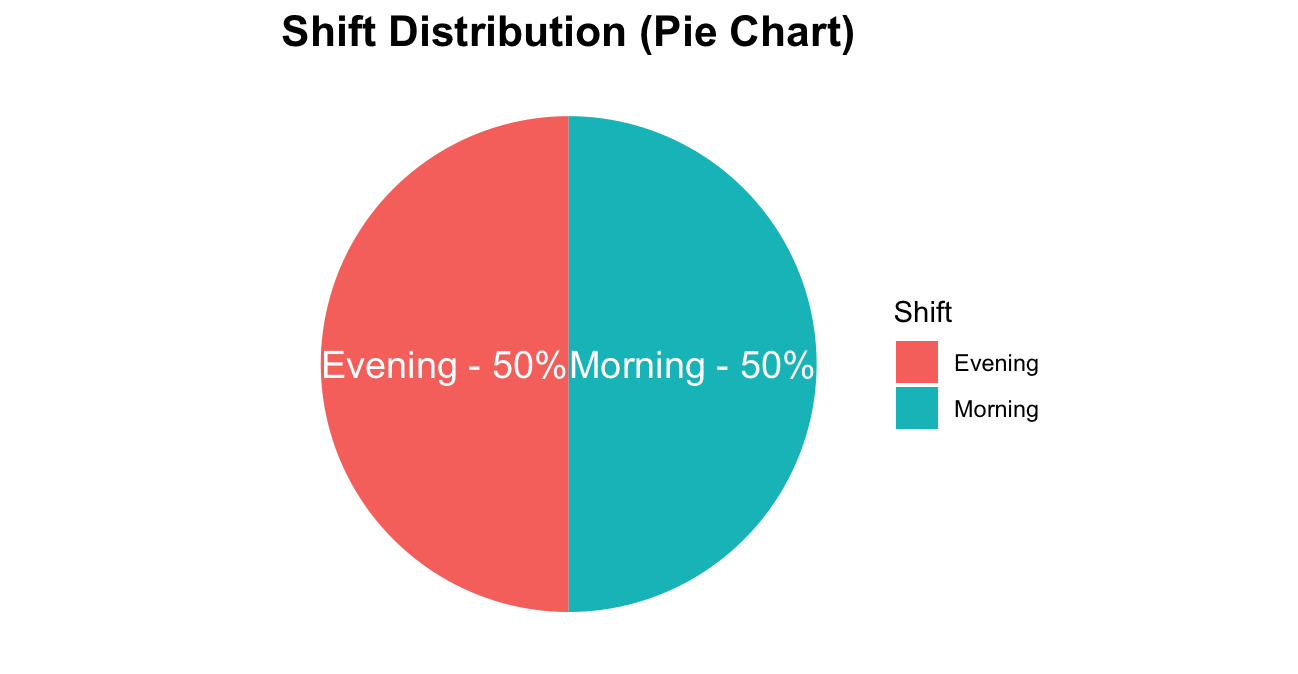 Shift Distribution (Pie Chart)
Evening - 50%
Morning - 50%
Shift
Evening
Morning